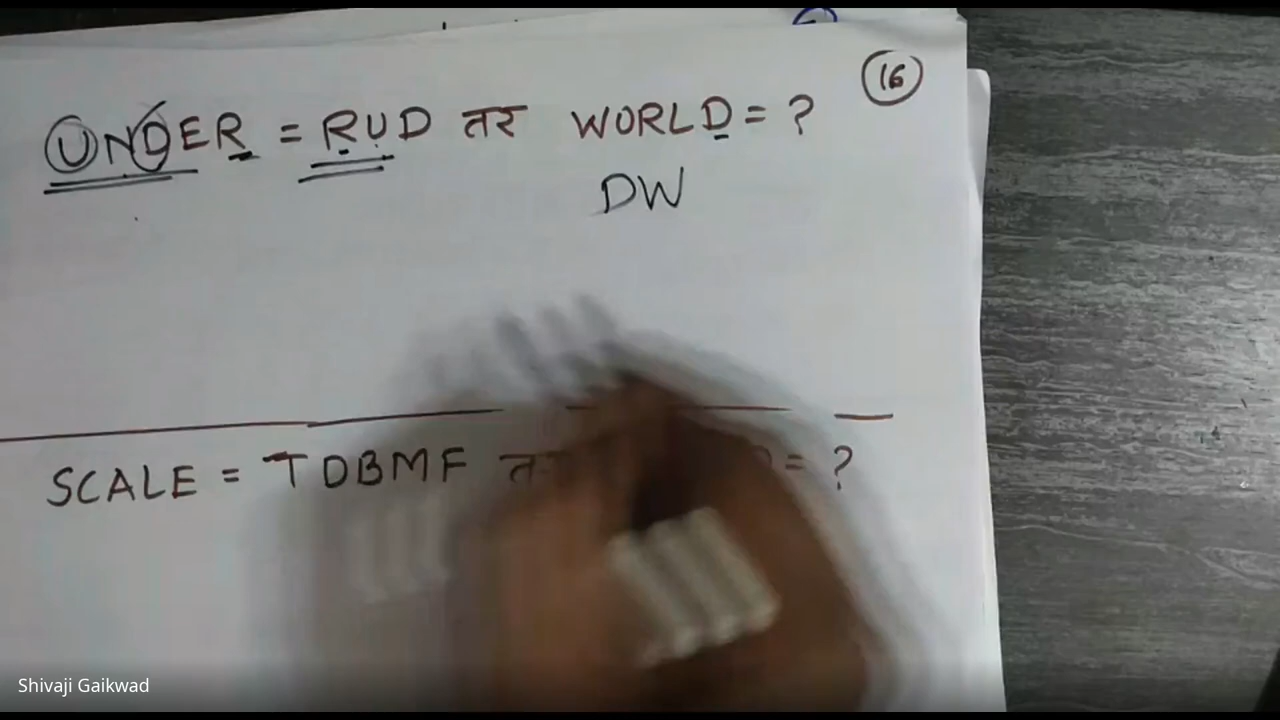 16
UNDER = RUD तर WORLD = ?
DW
SCALE = TDBMF = ?
Shivaji Gaikwad